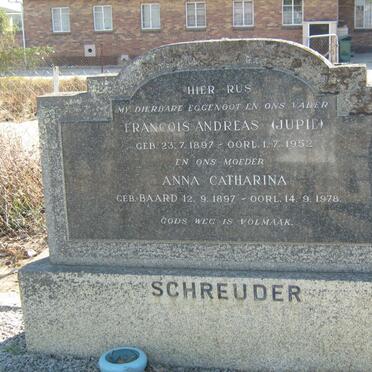 HIER RUS
MY DIERBARE EGGENOOT EN ONS VADER
FRANCOIS ANDREAS (JUPIE)
GEB. 23.7.1897 - OORL. 1.7.1952
EN ONS MOEDER
ANNA CATHARINA
GEB. BAARD 12.9.1897 - OORL. 14.9.1978
GODS WEG IS VOLMAAK.
SCHREUDER